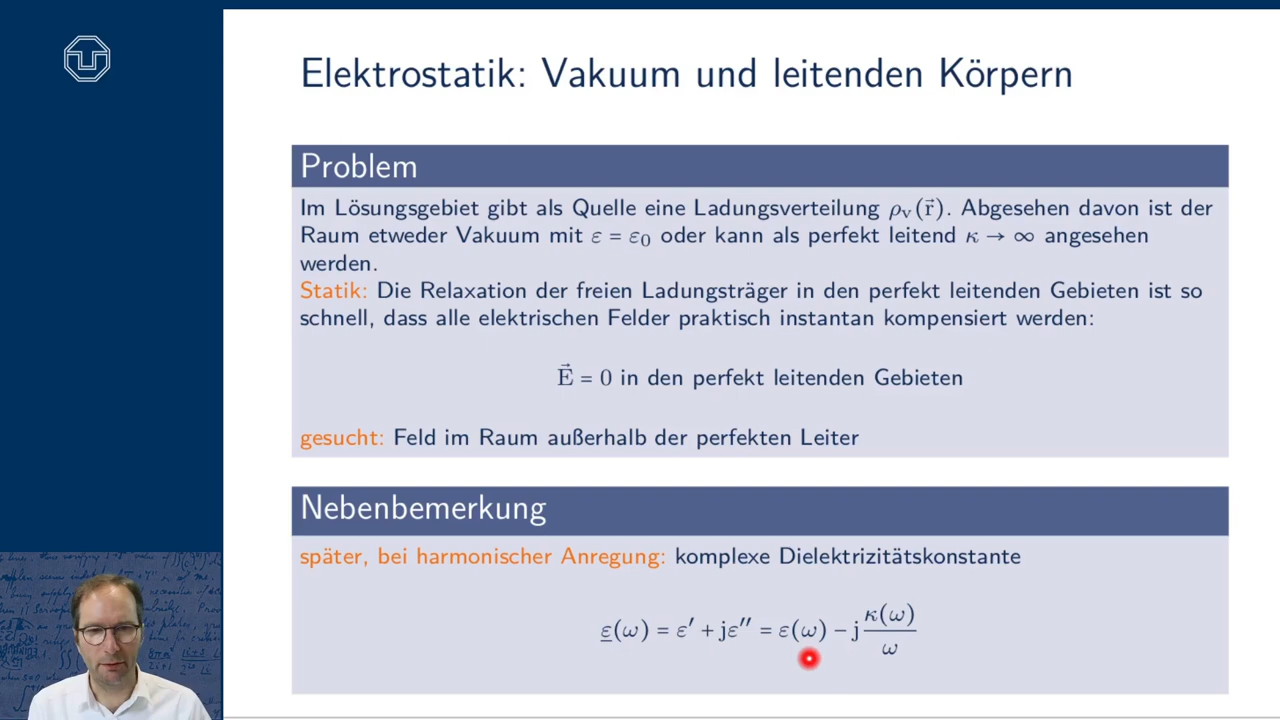 Elektrostatik: Vakuum und leitenden Körpern
Problem
Im Lösungsgebiet gibt als Quelle eine Ladungsverteilung ρ_v(r⃗). Abgesehen davon ist der
Raum etweder Vakuum mit ε = ε₀ oder kann als perfekt leitend κ → ∞ angesehen
werden.
Statik: Die Relaxation der freien Ladungsträger in den perfekt leitenden Gebieten ist so
schnell, dass alle elektrischen Felder praktisch instantan kompensiert werden:
E⃗ = 0 in den perfekt leitenden Gebieten
gesucht: Feld im Raum außerhalb der perfekten Leiter
Nebenbemerkung
später, bei harmonischer Anregung: komplexe Dielektrizitätskonstante
ε̲(ω) = ε′ + jε″ = ε(ω) − j κ(ω)/ω